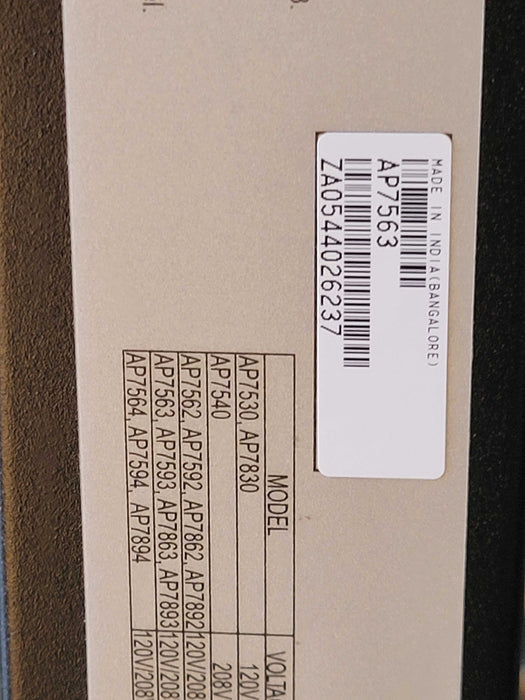 MADE IN INDIA(BANGALORE)
AP7563
ZA0544026237
MODEL VOLTA
AP7530, AP7830 120V
AP7540 208V
AP7562, AP7592, AP7862, AP7892 120V/208
AP7563, AP7593, AP7863, AP7893 120V/208
AP7564, AP7594, AP7894 120V/208